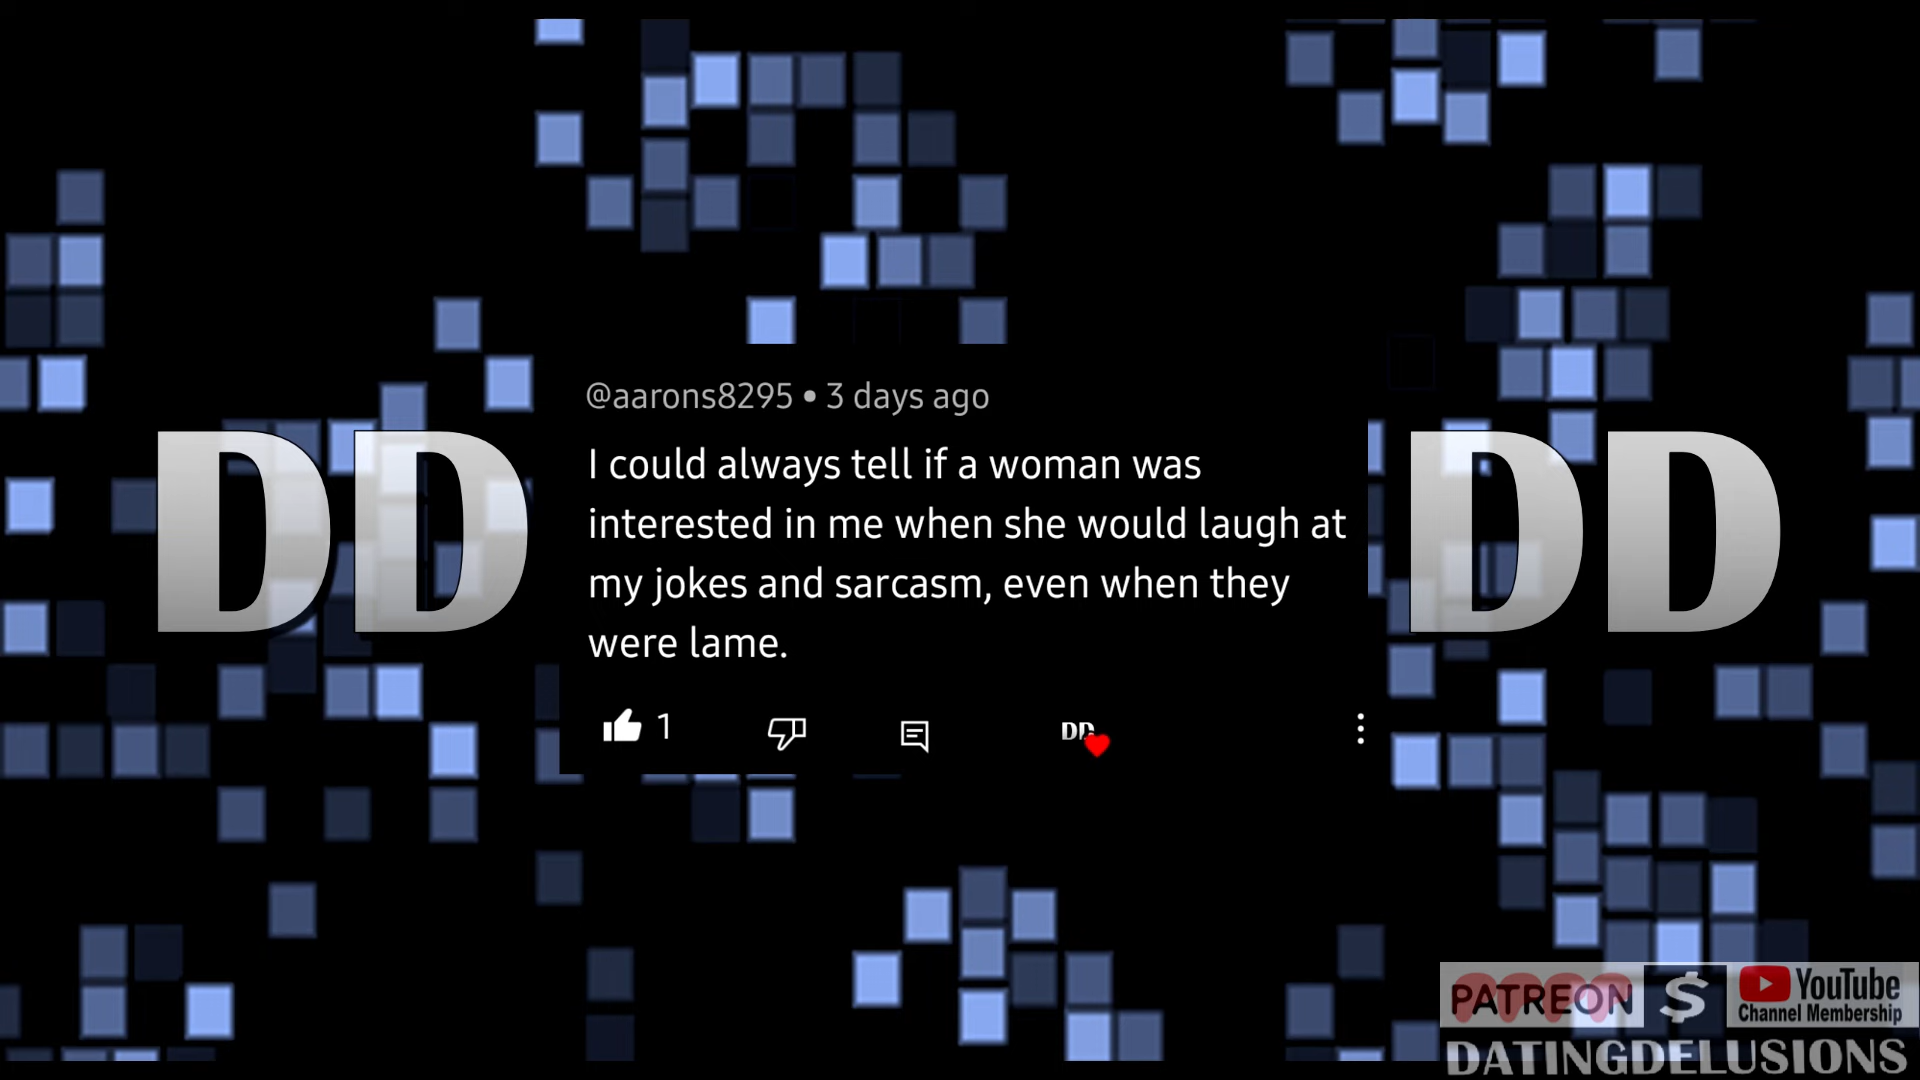 @aarons8295 • 3 days ago
I could always tell if a woman was
interested in me when she would laugh at
my jokes and sarcasm, even when they
were lame.
1
DD
DD
DD
PATREON
$
YouTube
Channel Membership
DATINGDELUSIONS